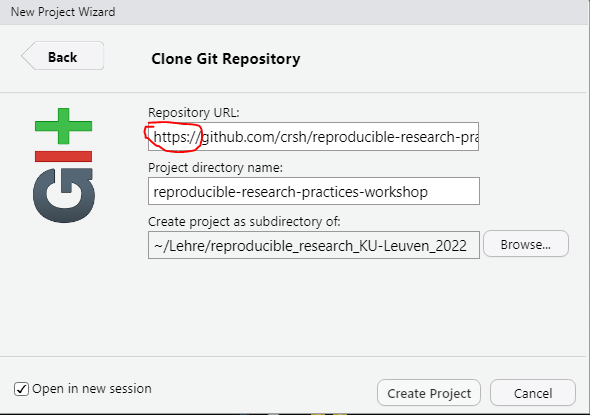 New Project Wizard
Back
Clone Git Repository
Repository URL:
https://github.com/crsh/reproducible-research-pra
Project directory name:
reproducible-research-practices-workshop
Create project as subdirectory of:
~/Lehre/reproducible_research_KU-Leuven_2022
Browse...
Open in new session
Create Project
Cancel